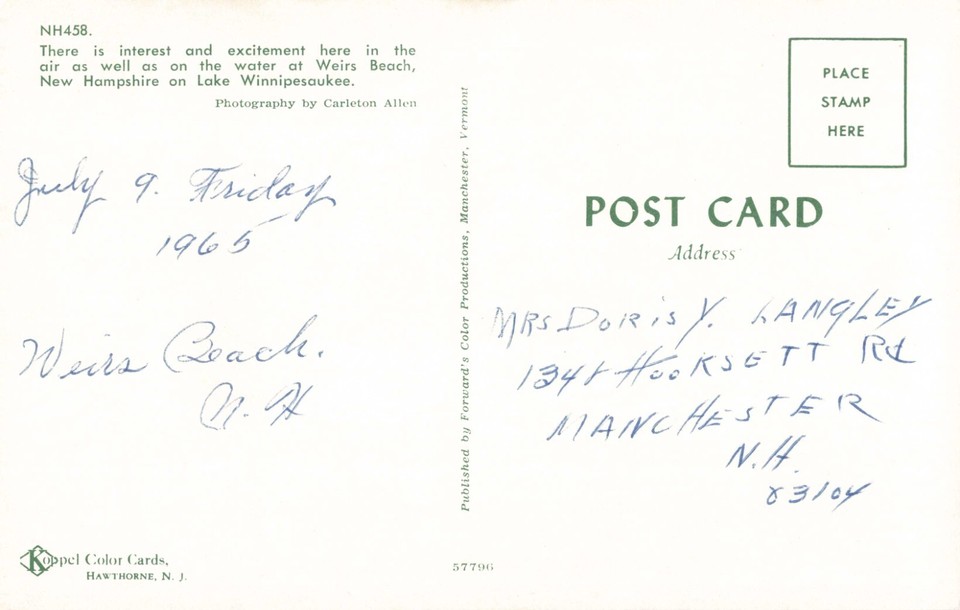 NH458.
There is interest and excitement here in the
air as well as on the water at Weirs Beach,
New Hampshire on Lake Winnipesaukee.
Photography by Carleton Allen
July 9. Friday
1965
Weirs Beach.
N. H
Koppel Color Cards.
HAWTHORNE, N. J.
Published by Forward's Color Productions, Manchester, Vermont
57796
PLACE
STAMP
HERE
POST CARD
Address
MRS DORIS Y. LANGLEY
HOOKSETT Rd
MANCHESTER
N.H.
03104